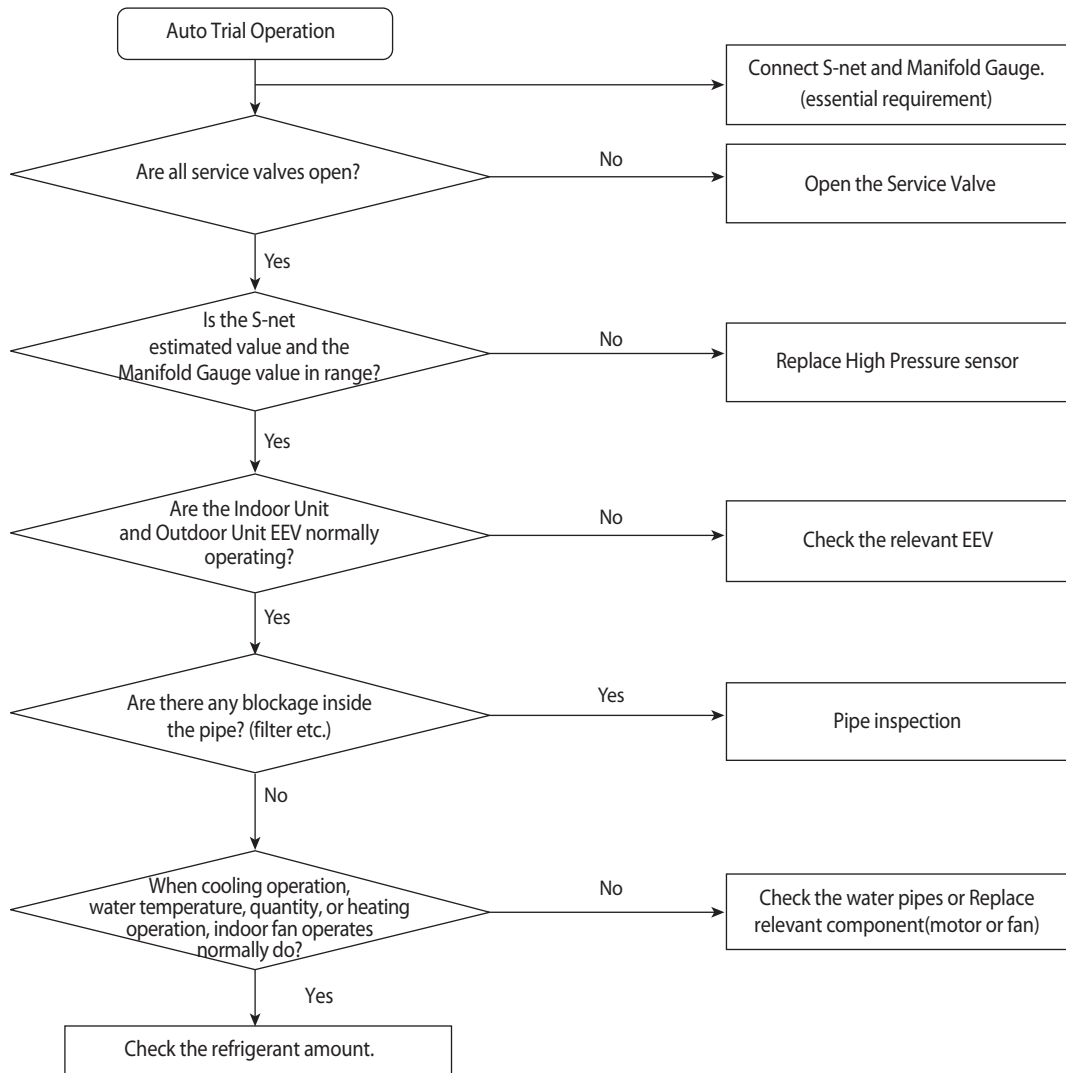 Auto Trial Operation
Connect S-net and Manifold Gauge.
(essential requirement)
Are all service valves open?
No
Open the Service Valve
Yes
Is the S-net
estimated value and the
Manifold Gauge value in range?
No
Replace High Pressure sensor
Yes
Are the Indoor Unit
and Outdoor Unit EEV normally
operating?
No
Check the relevant EEV
Yes
Are there any blockage inside
the pipe? (filter etc.)
Yes
Pipe inspection
No
When cooling operation,
water temperature, quantity, or heating
operation, indoor fan operates
normally do?
No
Check the water pipes or Replace
relevant component(motor or fan)
Yes
Check the refrigerant amount.